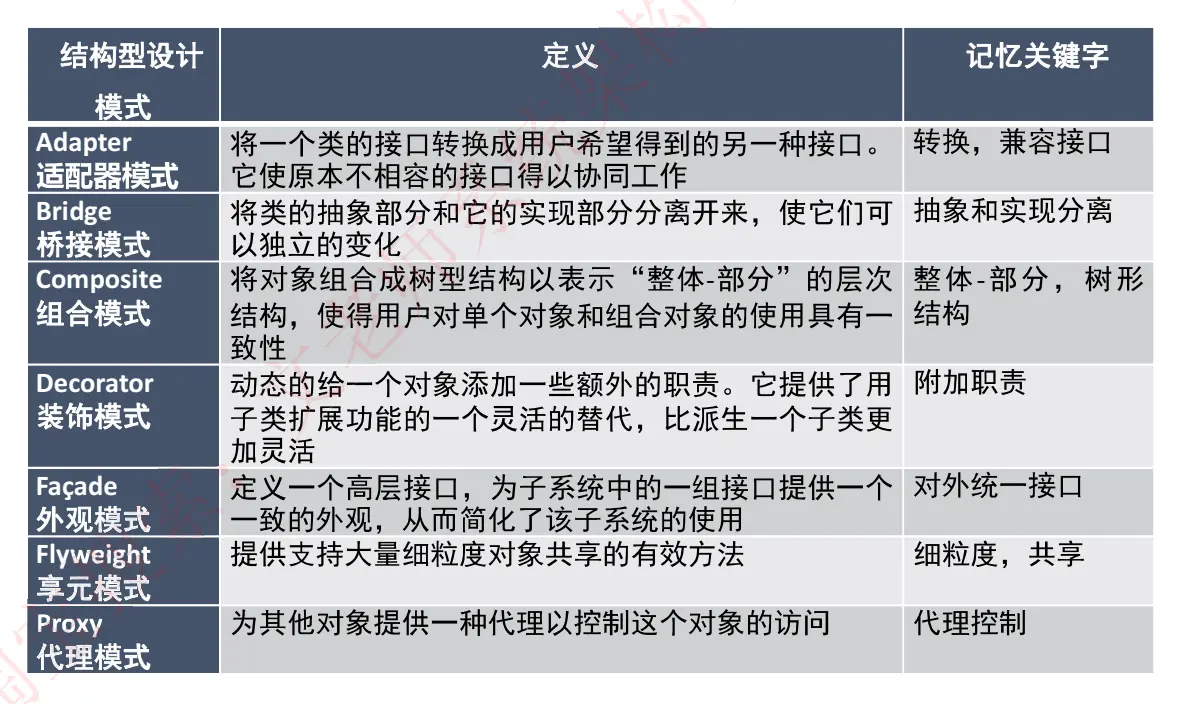 结构型设计
模式
定义
记忆关键字
Adapter
适配器模式
将一个类的接口转换成用户希望得到的另一种接口。
它使原本不相容的接口得以协同工作
转换，兼容接口
Bridge
桥接模式
将类的抽象部分和它的实现部分分离开来，使它们可
以独立的变化
抽象和实现分离
Composite
组合模式
将对象组合成树型结构以表示“整体-部分”的层次
结构，使得用户对单个对象和组合对象的使用具有一
致性
整体-部分，树形
结构
Decorator
装饰模式
动态的给一个对象添加一些额外的职责。它提供了用
子类扩展功能的一个灵活的替代，比派生一个子类更
加灵活
附加职责
Façade
外观模式
定义一个高层接口，为子系统中的一组接口提供一个
一致的外观，从而简化了该子系统的使用
对外统一接口
Flyweight
享元模式
提供支持大量细粒度对象共享的有效方法
细粒度，共享
Proxy
代理模式
为其他对象提供一种代理以控制这个对象的访问
代理控制